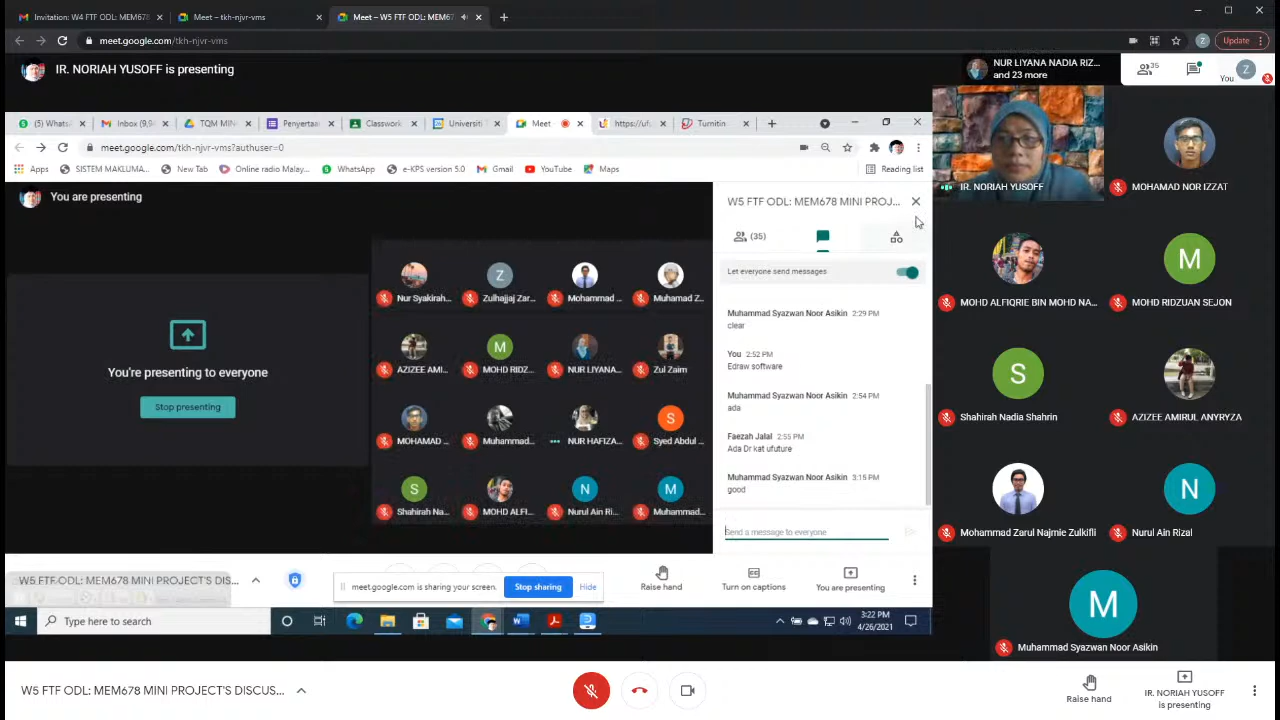 Invitation: W4 FTF ODL: MEM678
Meet – tkh-njvr-vms
Meet – W5 FTF ODL: MEM6
meet.google.com/tkh-njvr-vms
Update
IR. NORIAH YUSOFF is presenting
NUR LIYANA NADIA RIZ...
and 23 more
35
You
Z
(5) Whats
Inbox (9,9
TQM MIN
Penyertaa
Classwork
Universiti
Meet
https://uf
Turnitin
meet.google.com/tkh-njvr-vms?authuser=0
Apps
SISTEM MAKLUMA...
New Tab
Online radio Malay...
WhatsApp
e-KPS version 5.0
Gmail
YouTube
Maps
Reading list
You are presenting
W5 FTF ODL: MEM678 MINI PROJ...
(35)
Let everyone send messages
Muhammad Syazwan Noor Asikin 2:29 PM
clear
You 2:52 PM
Edraw software
Muhammad Syazwan Noor Asikin 2:54 PM
ada
Faezah Jalal 2:55 PM
Ada Dr kat ufuture
Muhammad Syazwan Noor Asikin 3:15 PM
good
Send a message to everyone
You're presenting to everyone
Stop presenting
Z
Nur Syakirah...
Zulhajjaj Zar...
Mohammad ...
Muhamad Z...
M
AZIZEE AMI...
MOHD RIDZ...
NUR LIYANA...
Zul Zaim
S
MOHAMAD ...
Muhammad...
NUR HAFIZA...
Syed Abdul ...
S
N
M
Shahirah Na...
MOHD ALFI...
Nurul Ain Ri...
Muhammad...
W5 FTF ODL: MEM678 MINI PROJECT'S DIS...
meet.google.com is sharing your screen.
Stop sharing
Hide
Raise hand
Turn on captions
You are presenting
Type here to search
3:22 PM
4/26/2021
IR. NORIAH YUSOFF
MOHAMAD NOR IZZAT
M
MOHD ALFIQRIE BIN MOHD NA...
MOHD RIDZUAN SEJON
S
Shahirah Nadia Shahrin
AZIZEE AMIRUL ANYRYZA
N
Mohammad Zarul Najmie Zulkifli
Nurul Ain Rizal
M
Muhammad Syazwan Noor Asikin
W5 FTF ODL: MEM678 MINI PROJECT'S DISCUS...
Raise hand
IR. NORIAH YUSOFF
is presenting